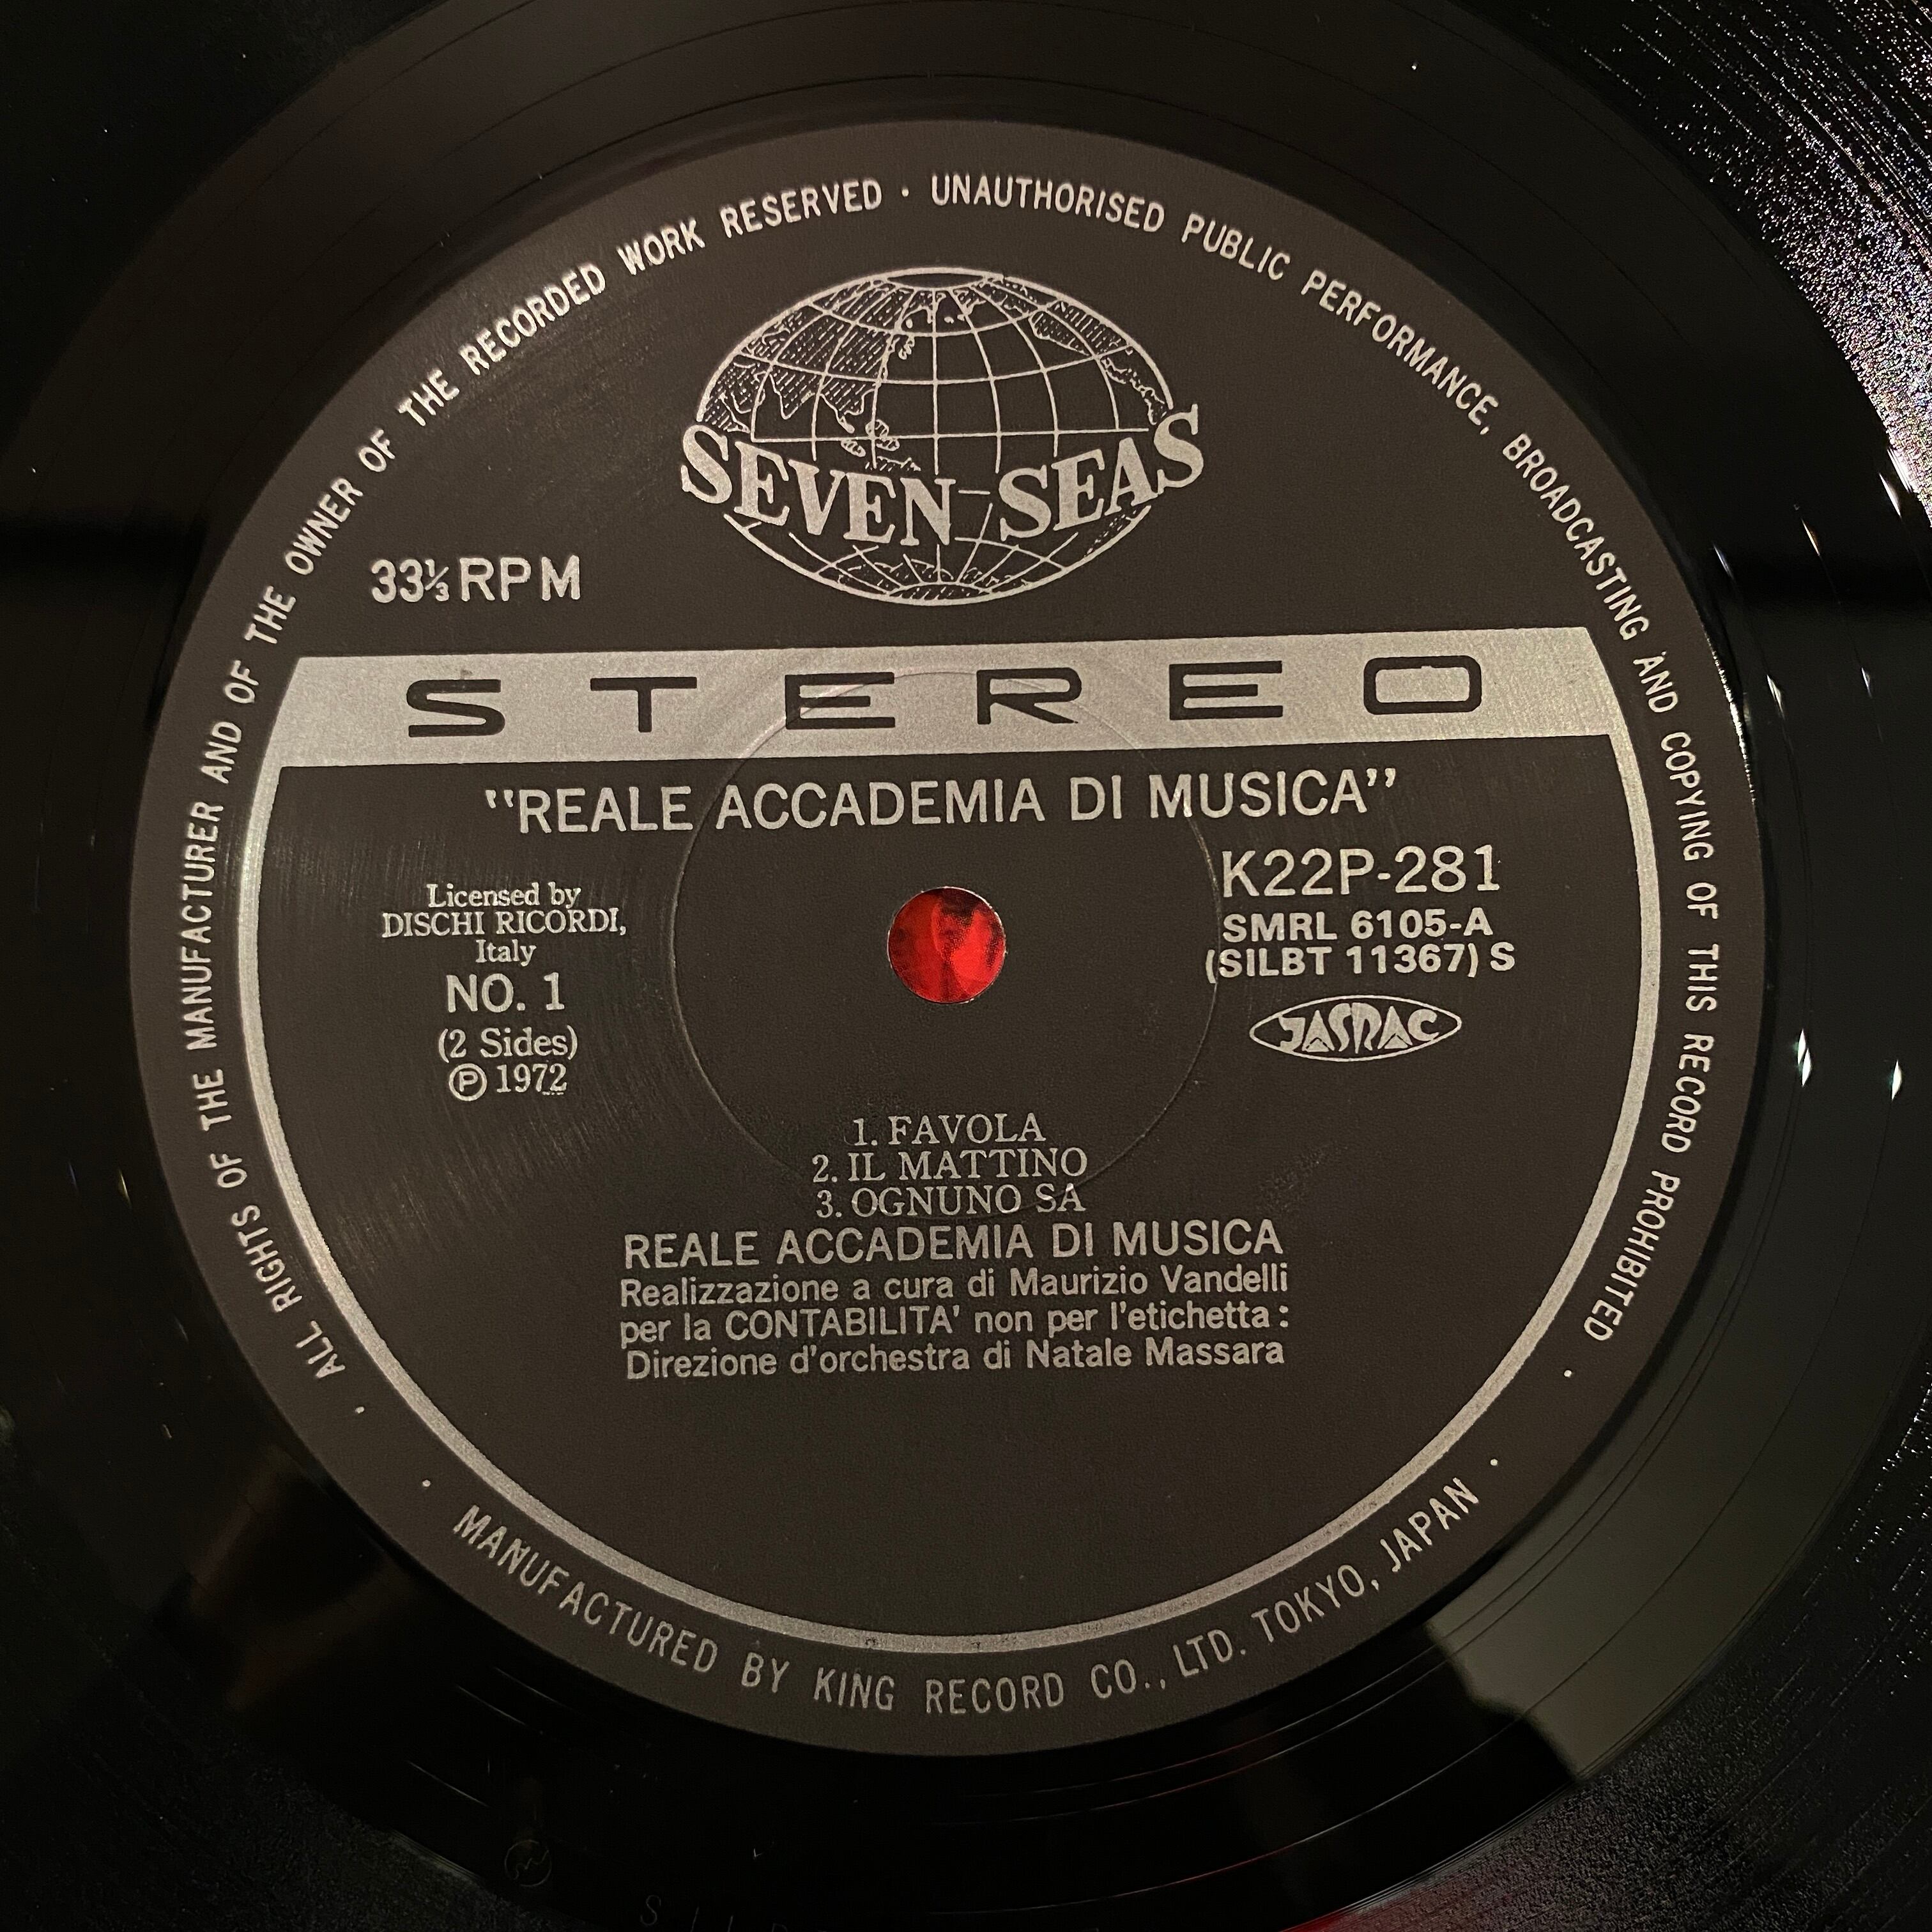 ALL RIGHTS OF THE MANUFACTURER AND OF THE OWNER OF THE RECORDED WORK RESERVED · UNAUTHORISED PUBLIC PERFORMANCE, BROADCASTING AND COPYING OF THIS RECORD PROHIBITED ·
SEVEN SEAS
33⅓ RPM
STEREO
"REALE ACCADEMIA DI MUSICA"
Licensed by
DISCHI RICORDI,
Italy
NO. 1
(2 Sides)
Ⓟ 1972
K22P-281
SMRL 6105-A
(SILBT 11367) S
JASRAC
1. FAVOLA
2. IL MATTINO
3. OGNUNO SA
REALE ACCADEMIA DI MUSICA
Realizzazione a cura di Maurizio Vandelli
per la CONTABILITA' non per l'etichetta :
Direzione d'orchestra di Natale Massara
· MANUFACTURED BY KING RECORD CO., LTD. TOKYO, JAPAN ·